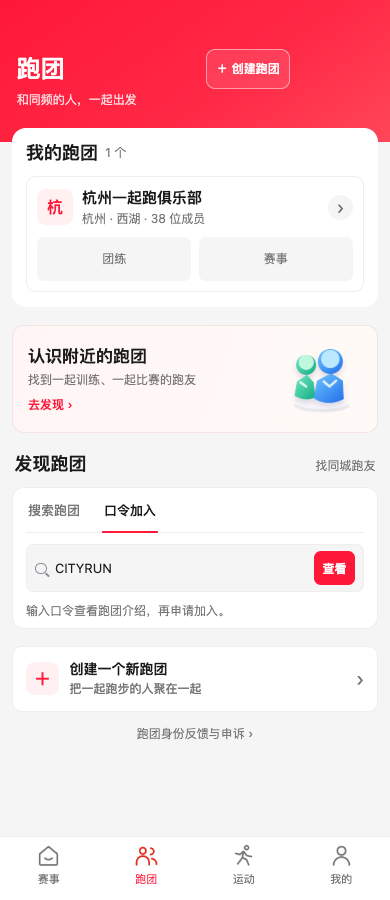 跑团
+ 创建跑团
和同频的人，一起出发
我的跑团 1 个
杭
杭州一起跑俱乐部
杭州 · 西湖 · 38 位成员
›
团练
赛事
认识附近的跑团
找到一起训练、一起比赛的跑友
去发现 ›
发现跑团
找同城跑友
搜索跑团
口令加入
CITYRUN
查看
输入口令查看跑团介绍，再申请加入。
+
创建一个新跑团
把一起跑步的人聚在一起
›
跑团身份反馈与申诉 ›
赛事
跑团
运动
我的